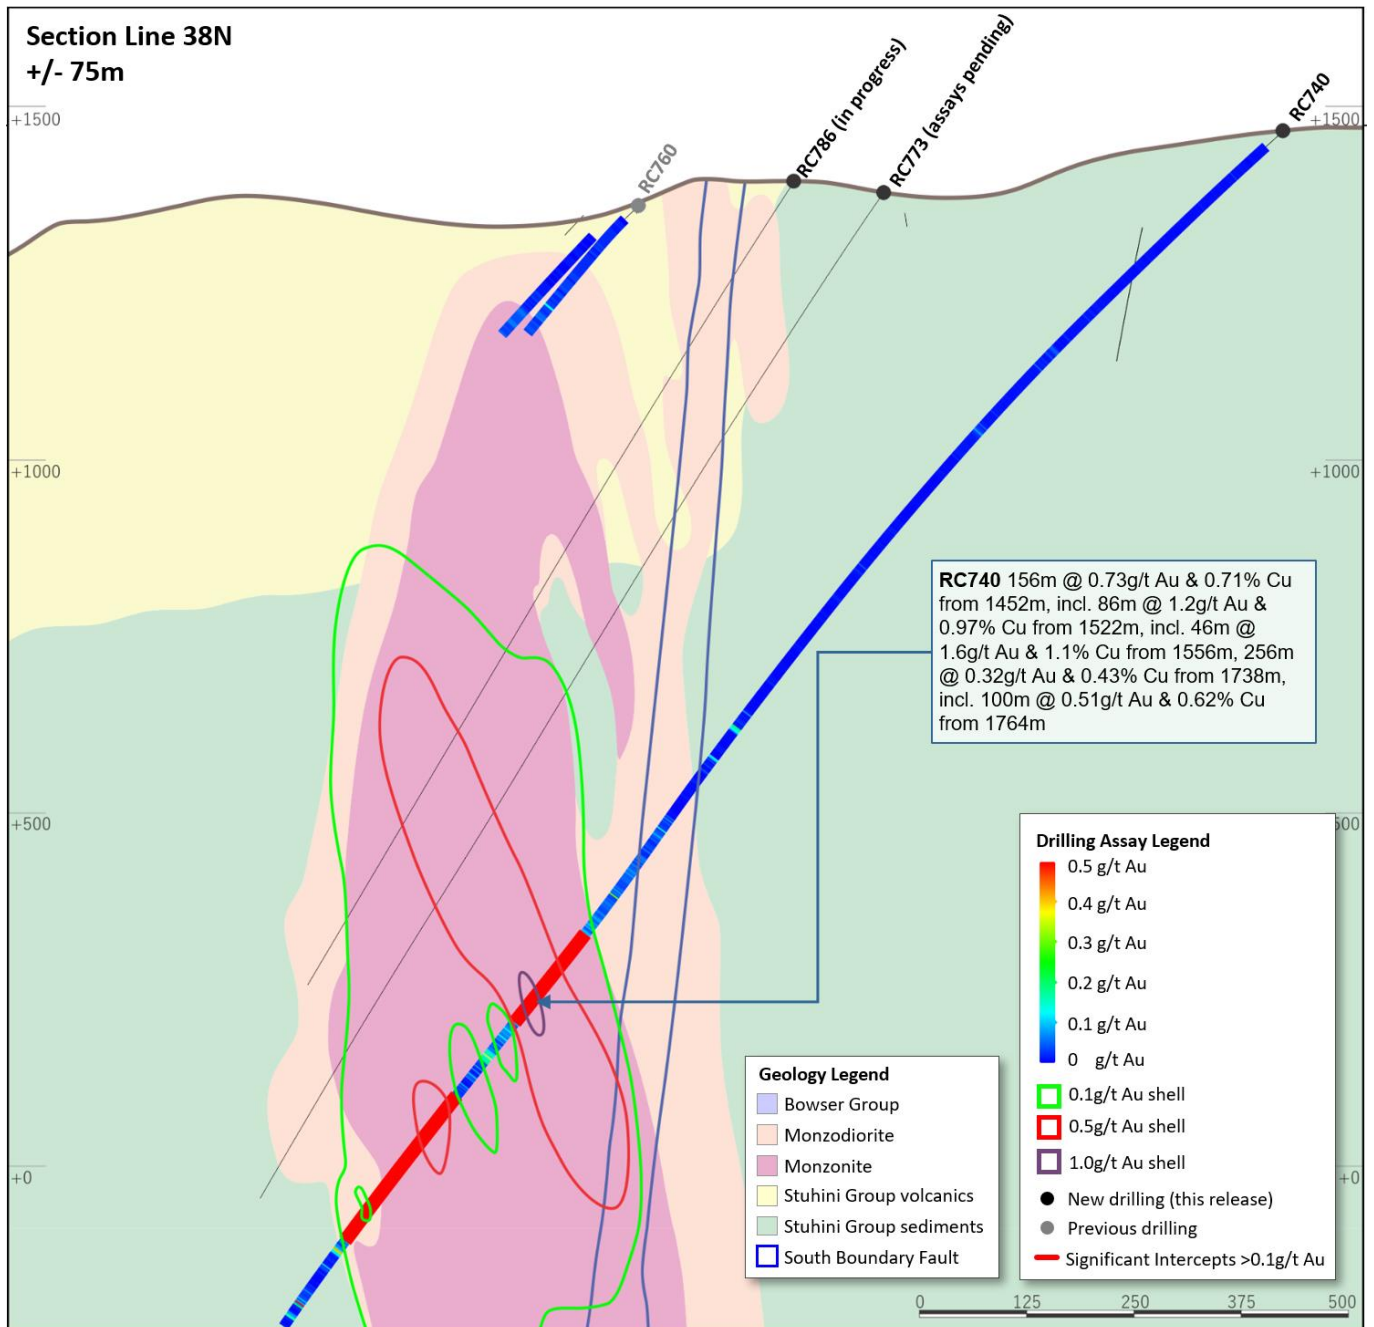 Section Line 38N
+/- 75m
RC760
RC786 (in progress)
RC773 (assays pending)
RC740
+1500
+1500
+1000
+1000
RC740 156m @ 0.73g/t Au & 0.71% Cu
from 1452m, incl. 86m @ 1.2g/t Au &
0.97% Cu from 1522m, incl. 46m @
1.6g/t Au & 1.1% Cu from 1556m, 256m
@ 0.32g/t Au & 0.43% Cu from 1738m,
incl. 100m @ 0.51g/t Au & 0.62% Cu
from 1764m
+500
Drilling Assay Legend
0.5 g/t Au
0.4 g/t Au
0.3 g/t Au
0.2 g/t Au
0.1 g/t Au
0 g/t Au
0.1g/t Au shell
0.5g/t Au shell
1.0g/t Au shell
New drilling (this release)
Previous drilling
Significant Intercepts >0.1g/t Au
Geology Legend
Bowser Group
Monzodiorite
Monzonite
Stuhini Group volcanics
Stuhini Group sediments
South Boundary Fault
+0
+0
0 125 250 375 500